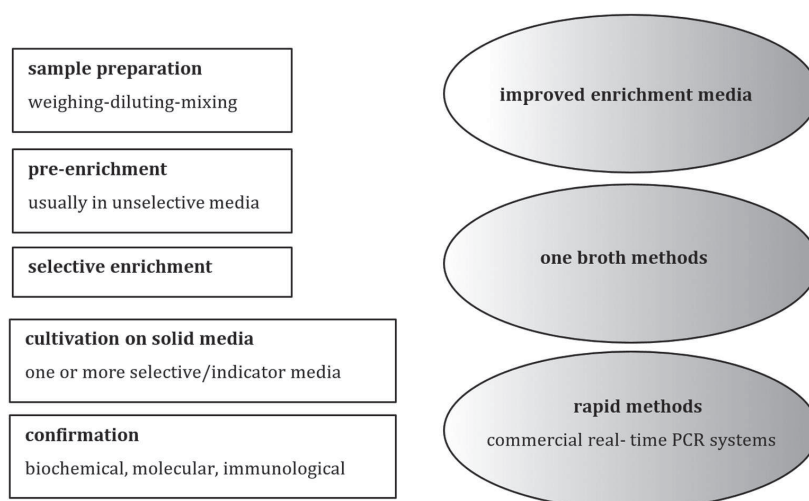 sample preparation
weighing-diluting-mixing
pre-enrichment
usually in unselective media
selective enrichment
cultivation on solid media
one or more selective/indicator media
confirmation
biochemical, molecular, immunological
improved enrichment media
one broth methods
rapid methods
commercial real- time PCR systems